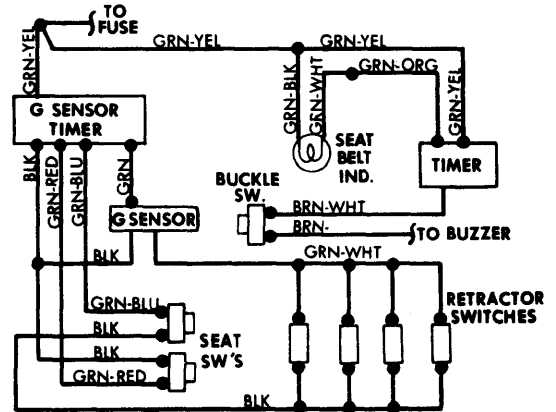 TO
FUSE
GRN-YEL
GRN-YEL
GRN-YEL
GRN-BLK
GRN-WHT
GRN-ORG
GRN-YEL
G SENSOR
TIMER
SEAT
BELT
IND.
TIMER
BLK
GRN-RED
GRN-BLU
GRN
BUCKLE
SW.
BRN-WHT
BRN-
TO BUZZER
G SENSOR
BLK
GRN-WHT
GRN-BLU
BLK
BLK
GRN-RED
SEAT
SW'S
RETRACTOR
SWITCHES
BLK